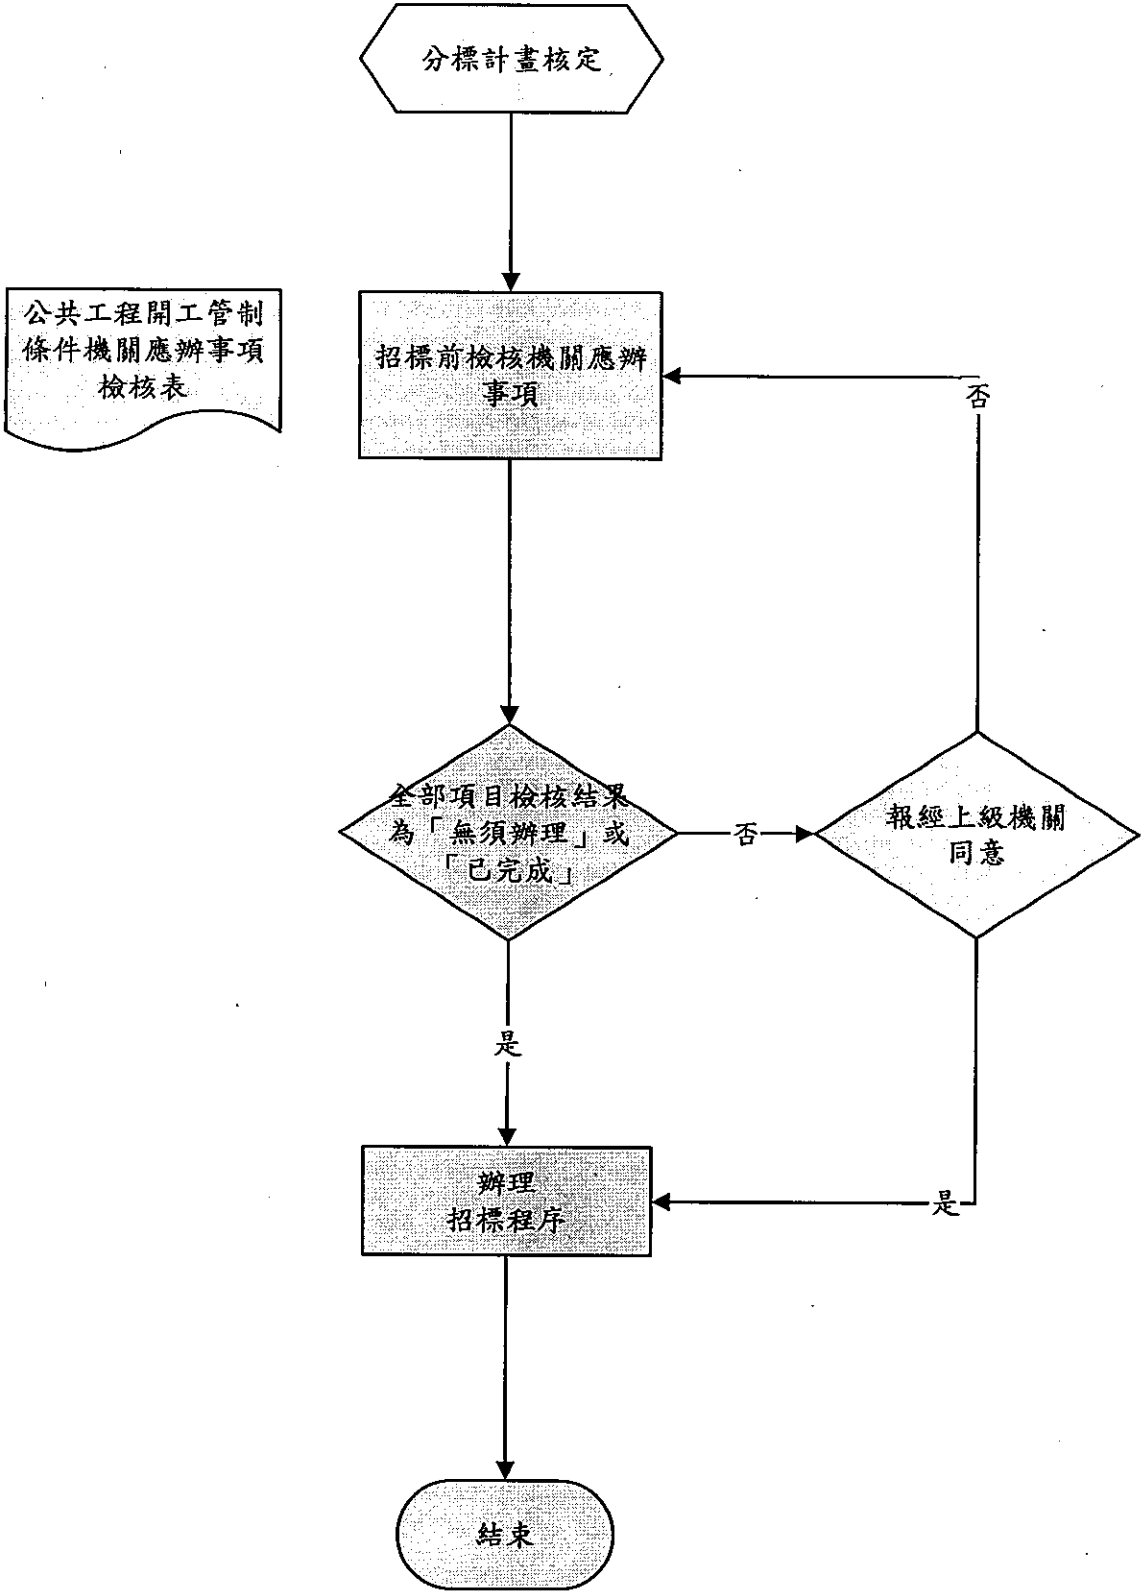 分標計畫核定
公共工程開工管制
條件機關應辦事項
檢核表
招標前檢核機關應辦
事項
否
全部項目檢核結果
為「無須辦理」或
「已完成」
否
報經上級機關
同意
是
辦理
招標程序
是
結束